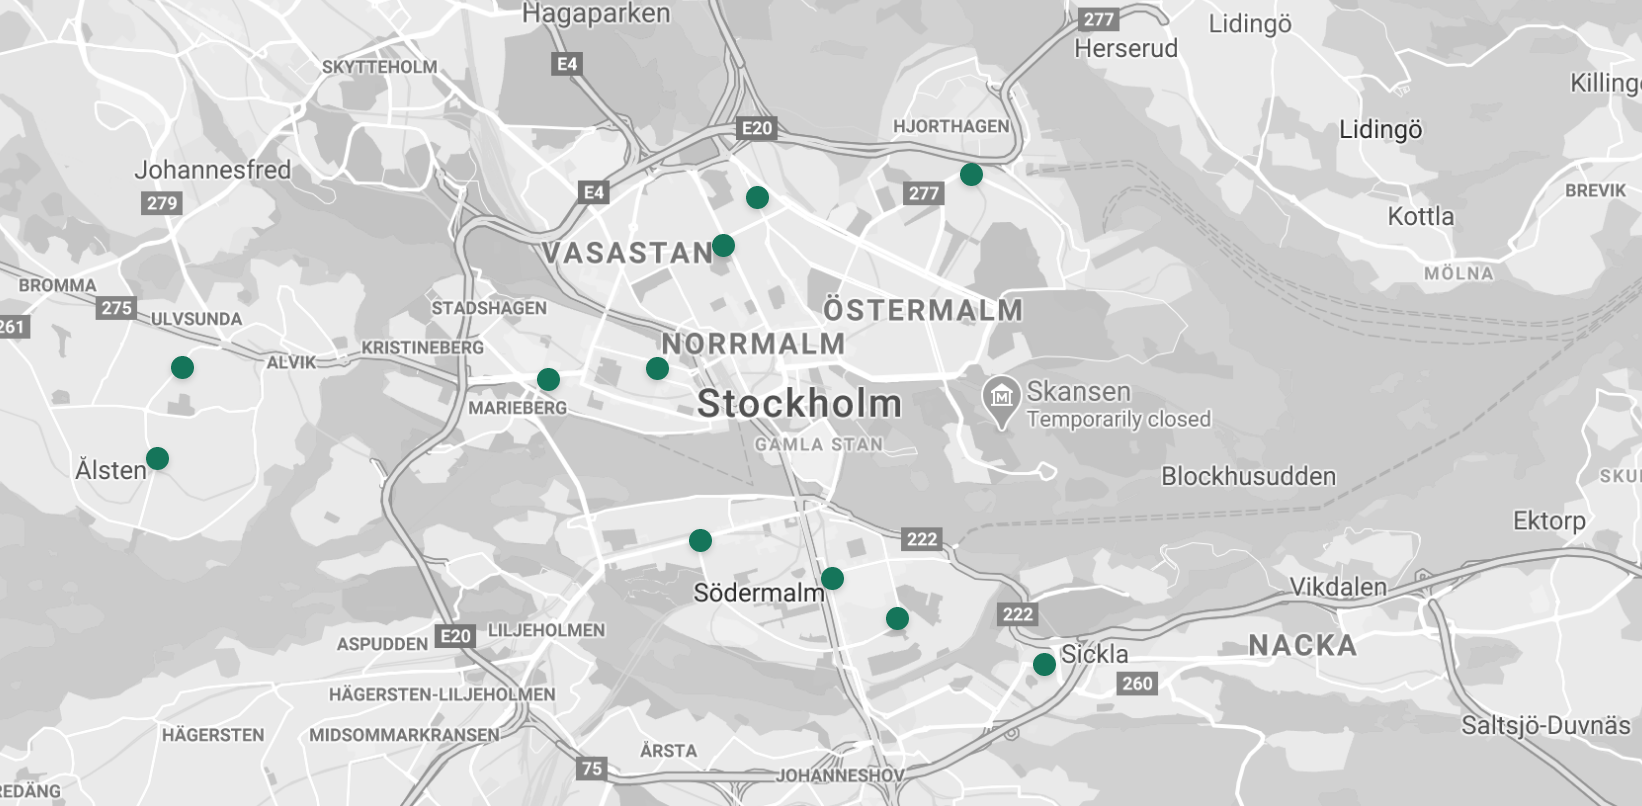 Hagaparken
277
Lidingö
Herserud
SKYTTEHOLM
E4
Killing
E20
HJORTHAGEN
Lidingö
Johannesfred
279
E4
277
BREVIK
Kottla
VASASTAN
MÖLNA
BROMMA
275
ULVSUNDA
STADSHAGEN
ÖSTERMALM
261
KRISTINEBERG
ALVIK
NORRMALM
Stockholm
Skansen
Temporarily closed
MARIEBERG
GAMLA STAN
Ålsten
Blockhusudden
SKU
Ektorp
222
Södermalm
Vikdalen
222
E20
LILJEHOLMEN
ASPUDDEN
NACKA
Sickla
260
HÄGERSTEN-LILJEHOLMEN
HÄGERSTEN
MIDSOMMARKRANSEN
Saltsjö-Duvnäs
ÅRSTA
75
JOHANNESHOV
REDÄNG